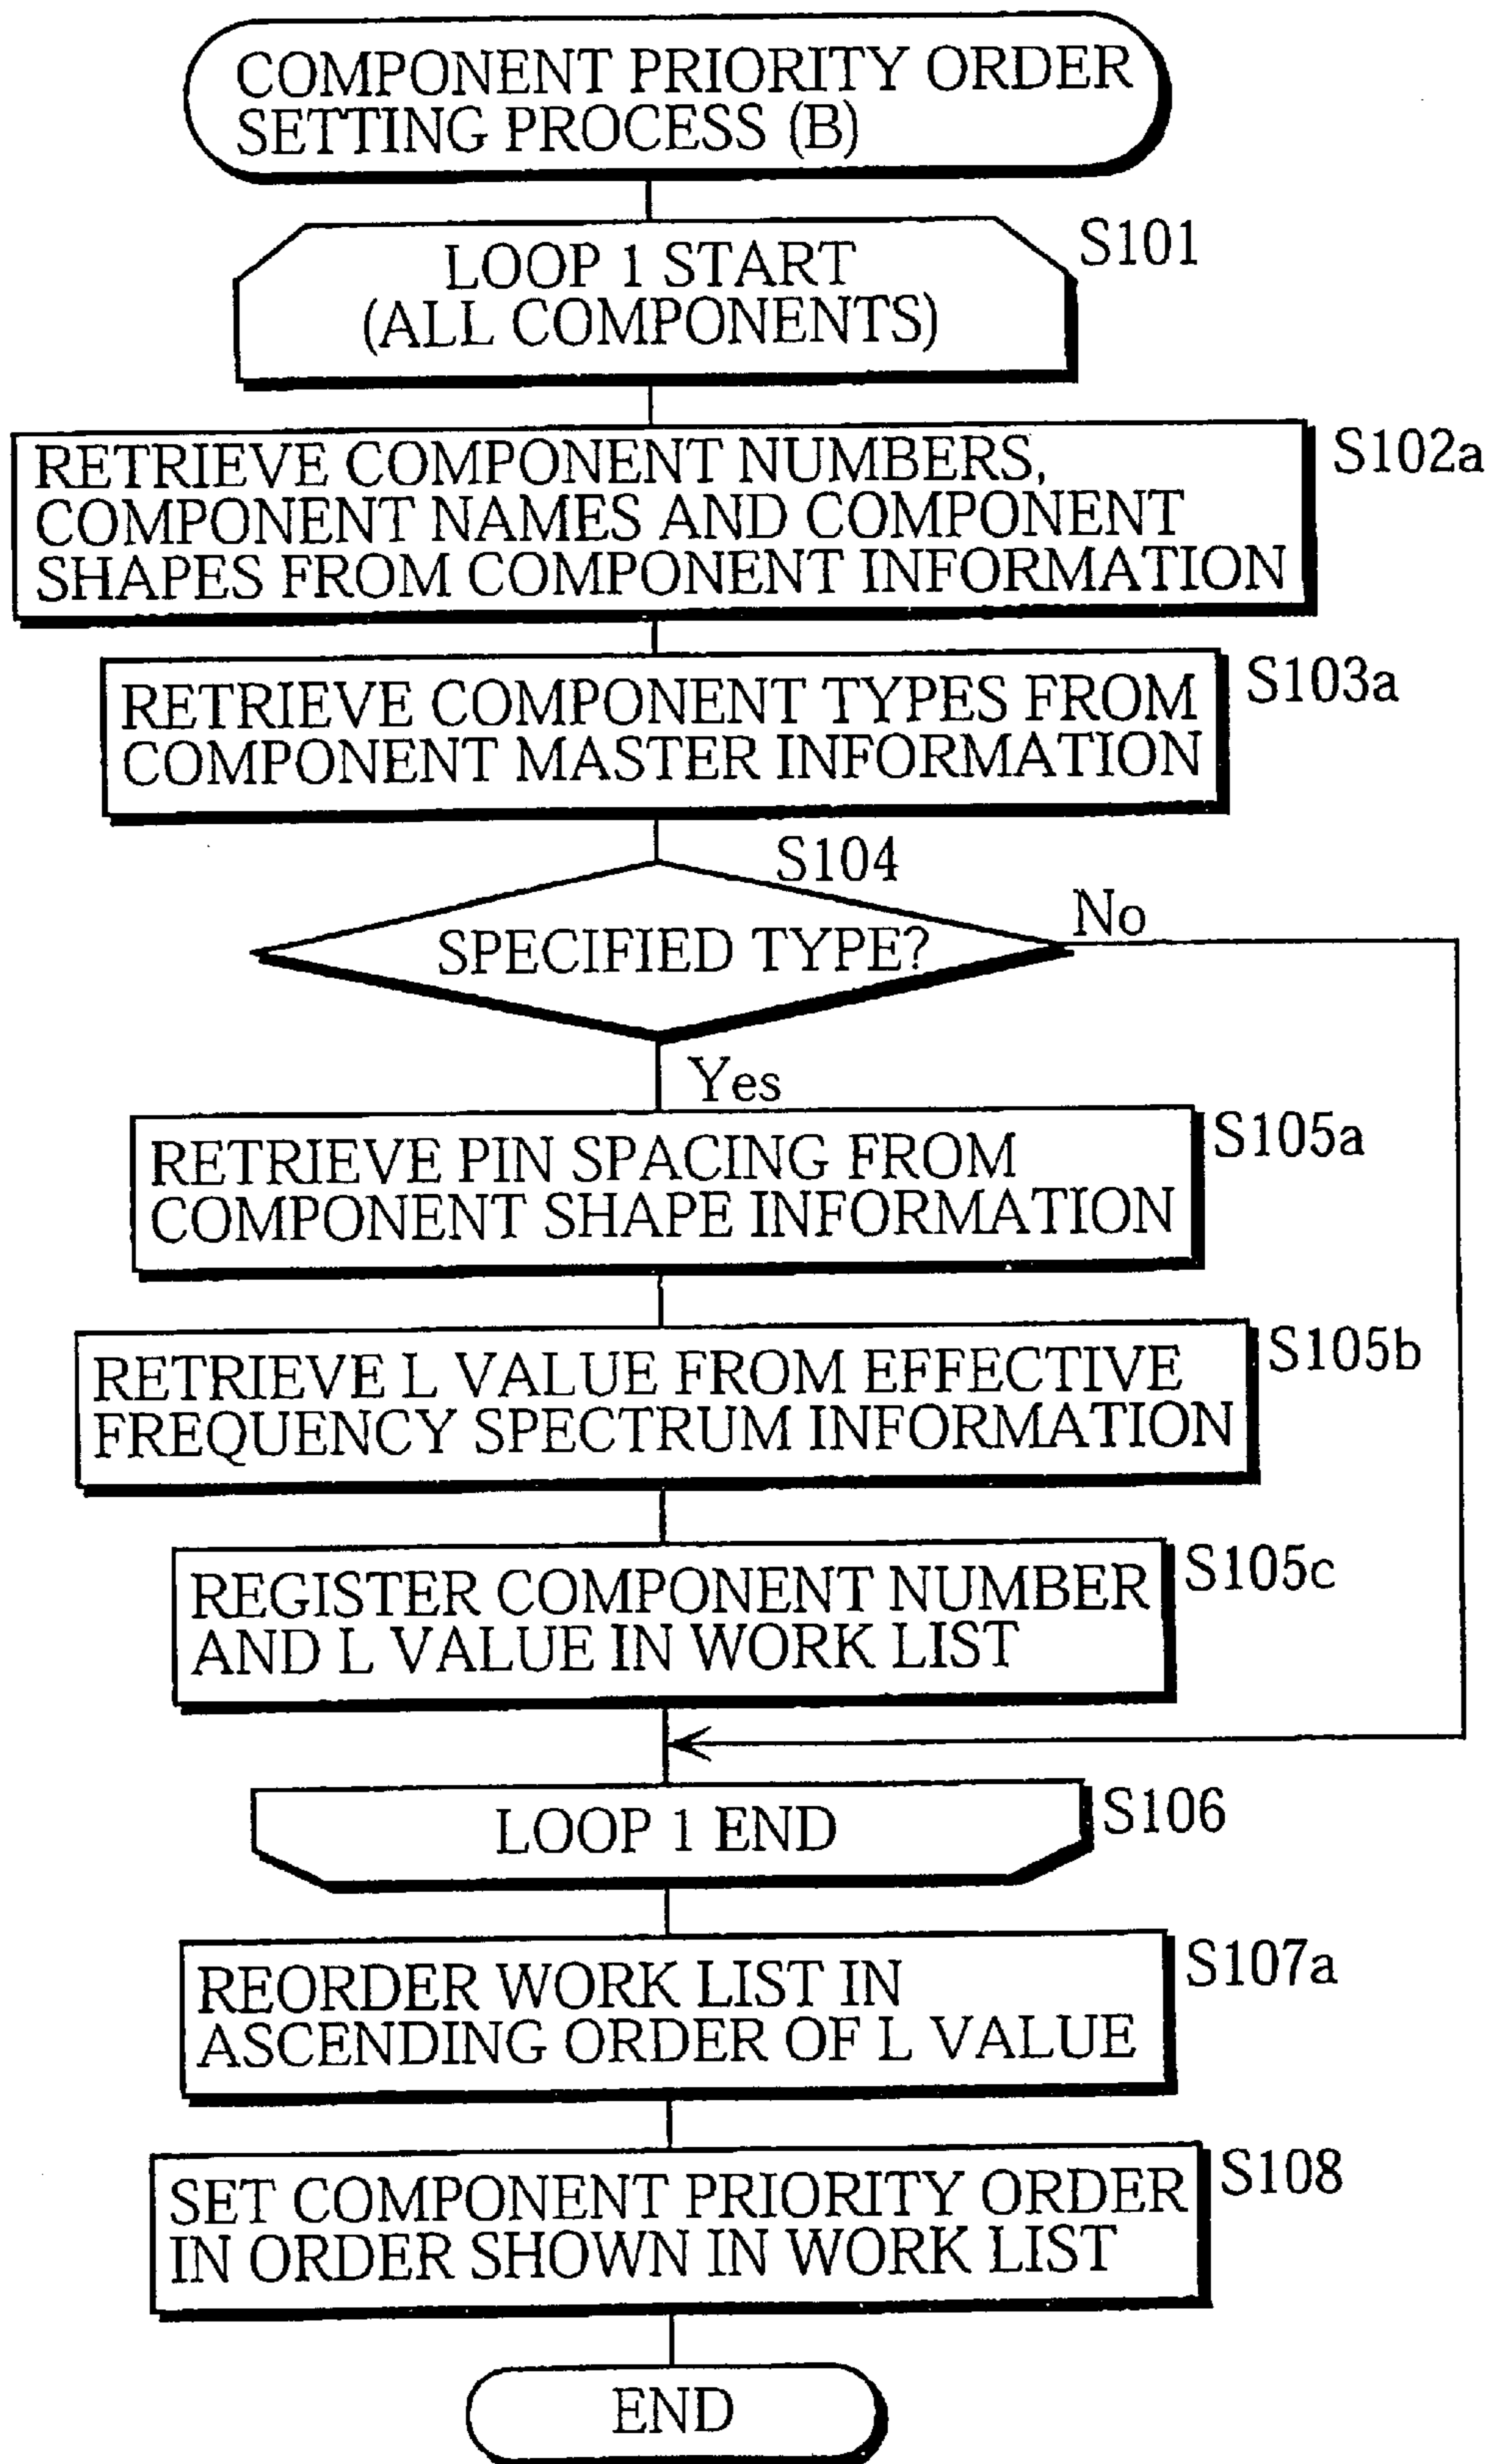 COMPONENT PRIORITY ORDER
SETTING PROCESS (B)
LOOP 1 START
(ALL COMPONENTS)
S101
RETRIEVE COMPONENT NUMBERS,
COMPONENT NAMES AND COMPONENT
SHAPES FROM COMPONENT INFORMATION
S102a
RETRIEVE COMPONENT TYPES FROM
COMPONENT MASTER INFORMATION
S103a
S104
SPECIFIED TYPE?
No
Yes
RETRIEVE PIN SPACING FROM
COMPONENT SHAPE INFORMATION
S105a
RETRIEVE L VALUE FROM EFFECTIVE
FREQUENCY SPECTRUM INFORMATION
S105b
REGISTER COMPONENT NUMBER
AND L VALUE IN WORK LIST
S105c
LOOP 1 END
S106
REORDER WORK LIST IN
ASCENDING ORDER OF L VALUE
S107a
SET COMPONENT PRIORITY ORDER
IN ORDER SHOWN IN WORK LIST
S108
END